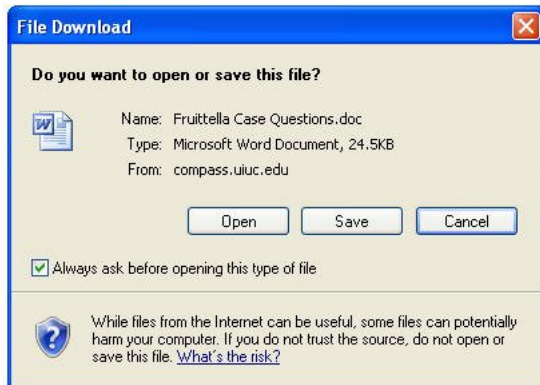 File Download
Do you want to open or save this file?
Name: Fruittella Case Questions.doc
Type: Microsoft Word Document, 24.5KB
From: compass.uiuc.edu
Open Save Cancel
Always ask before opening this type of file
While files from the Internet can be useful, some files can potentially
harm your computer. If you do not trust the source, do not open or
save this file. What's the risk?